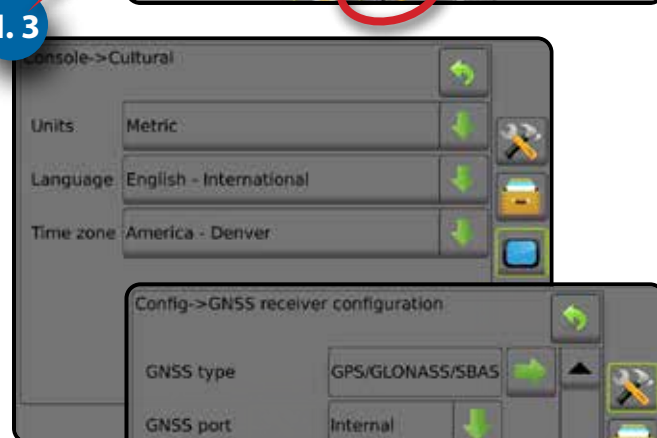 . 3
Console->Cultural
Units Metric
Language English - International
Time zone America - Denver
Config->GNSS receiver configuration
GNSS type GPS/GLONASS/SBAS
GNSS port Internal